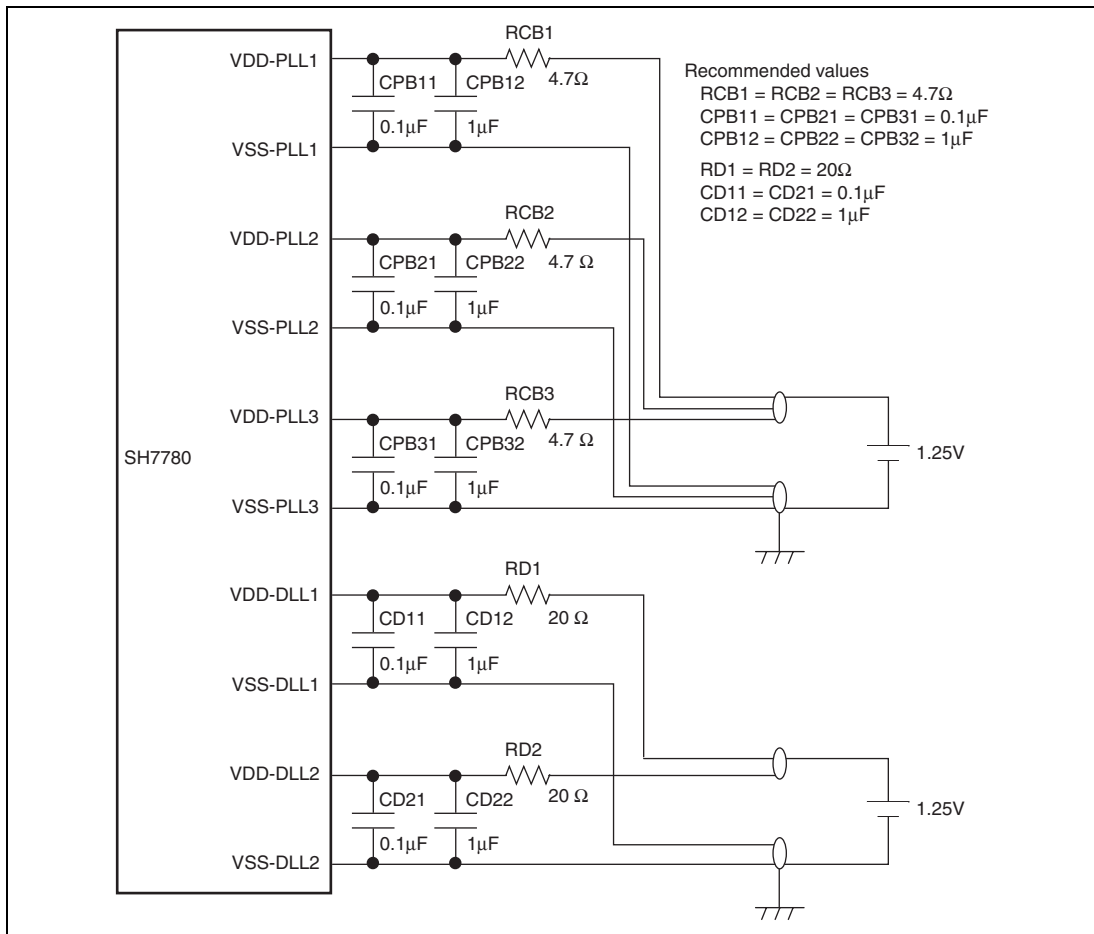 RCB1
VDD-PLL1
4.7Ω
CPB11
CPB12
0.1μF
1μF
VSS-PLL1
Recommended values
RCB1 = RCB2 = RCB3 = 4.7Ω
CPB11 = CPB21 = CPB31 = 0.1μF
CPB12 = CPB22 = CPB32 = 1μF
RD1 = RD2 = 20Ω
CD11 = CD21 = 0.1μF
CD12 = CD22 = 1μF
RCB2
VDD-PLL2
4.7 Ω
CPB21
CPB22
0.1μF
1μF
VSS-PLL2
RCB3
VDD-PLL3
4.7 Ω
CPB31
CPB32
SH7780
1.25V
0.1μF
1μF
VSS-PLL3
RD1
VDD-DLL1
20 Ω
CD11
CD12
0.1μF
1μF
VSS-DLL1
RD2
VDD-DLL2
20 Ω
CD21
CD22
1.25V
0.1μF
1μF
VSS-DLL2